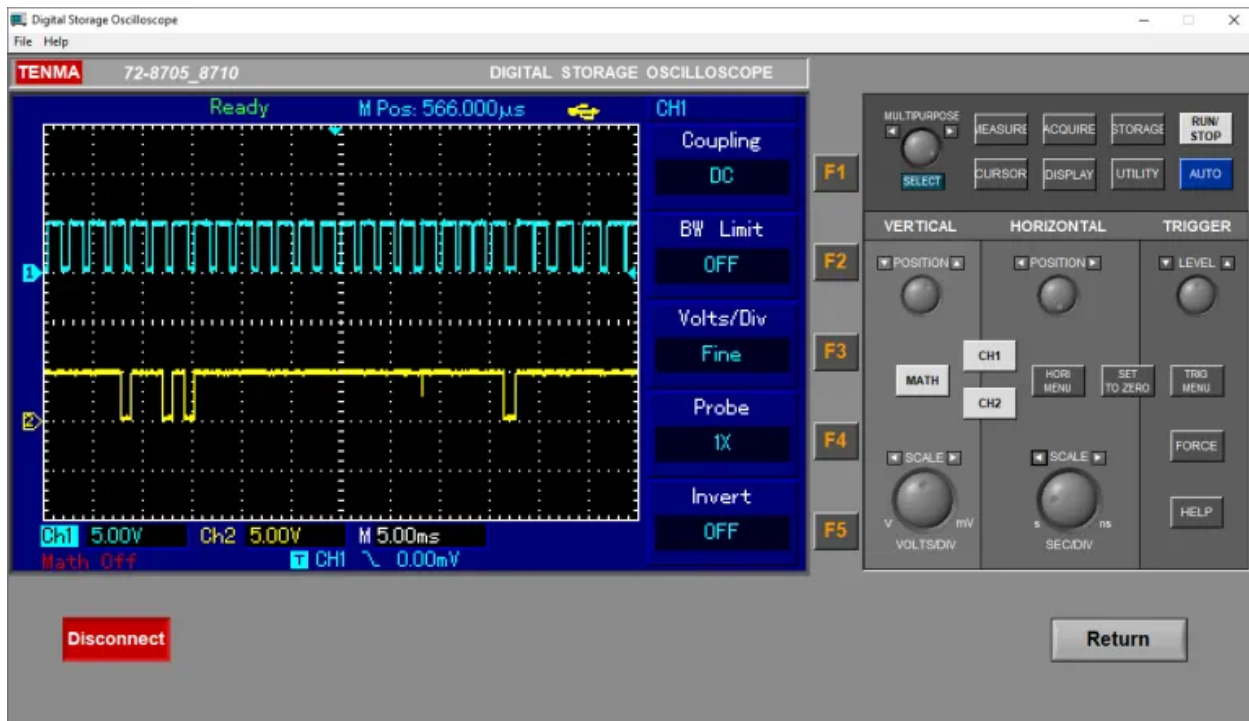 Digital Storage Oscilloscope
File Help
TENMA 72-8705_8710 DIGITAL STORAGE OSCILLOSCOPE
Ready M Pos: 566.000μs CH1
Coupling
DC
F1
BW Limit
OFF
F2
Volts/Div
Fine
F3
Probe
1X
F4
Invert
OFF
F5
1
2
Ch1 5.00V Ch2 5.00V M 5.00ms
Math Off T CH1 0.00mV
MULTIPURPOSE
SELECT
MEASURE ACQUIRE STORAGE RUN/
STOP
CURSOR DISPLAY UTILITY AUTO
VERTICAL HORIZONTAL TRIGGER
POSITION POSITION LEVEL
CH1
MATH
HORI
MENU
SET
TO ZERO
TRIG
MENU
CH2
SCALE SCALE
FORCE
V mV
VOLTS/DIV
s ns
SEC/DIV
HELP
Disconnect
Return